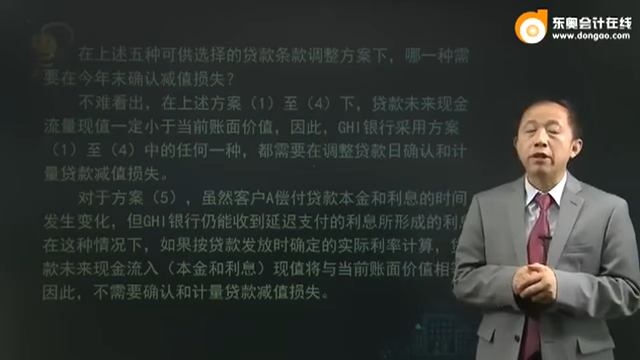 东奥会计在线
www.dongao.com
在上述五种可供选择的贷款条款调整方案下，哪一种需
要在今年末确认减值损失？
不难看出，在上述方案（1）至（4）下，贷款未来现金
流量现值一定小于当前账面价值，因此，GHI银行采用方案
（1）至（4）中的任何一种，都需要在调整贷款日确认和计
量贷款减值损失。
对于方案（5），虽然客户A偿付贷款本金和利息的时间
发生变化，但GHI银行仍能收到延迟支付的利息所形成的利
在这种情况下，如果按贷款发放时确定的实际利率计算，
款未来现金流入（本金和利息）现值将与当前账面价值相
因此，不需要确认和计量贷款减值损失。